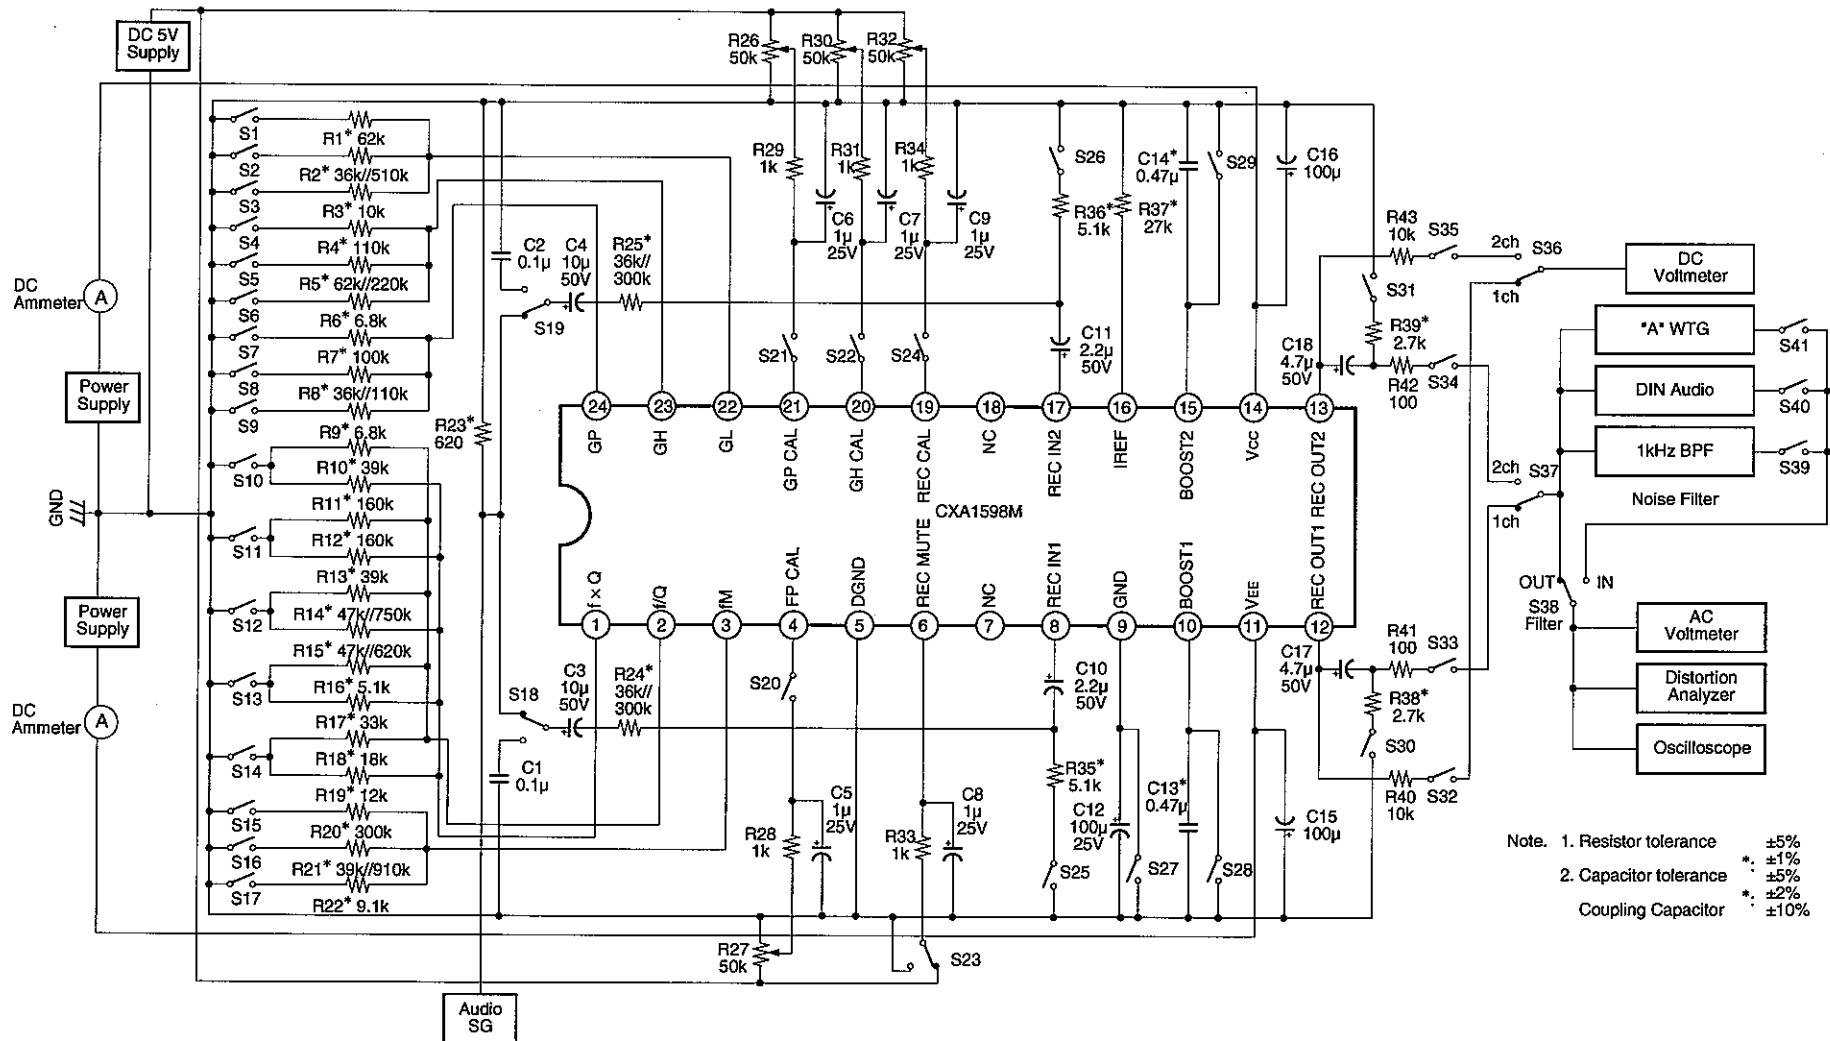 DC 5V
Supply
R26
50k
R30
50k
R32
50k
S1
R1* 62k
S2
R2* 36k//510k
S3
R3* 10k
S4
R4* 110k
S5
R5* 62k//220k
S6
R6* 6.8k
S7
R7* 100k
S8
R8* 36k//110k
S9
R9* 6.8k
S10
R10* 39k
R11* 160k
S11
R12* 160k
R13* 39k
S12
R14* 47k//750k
R15* 47k//620k
S13
R16* 5.1k
R17* 33k
S14
R18* 18k
R19* 12k
S15
R20* 300k
S16
R21* 39k//910k
S17
R22* 9.1k
DC
Ammeter
A
Power
Supply
GND
Power
Supply
DC
Ammeter
A
R23*
620
C2
0.1μ
C4
10μ
50V
R25*
36k//
300k
S19
R29
1k
R31
1k
R34
1k
C6
1μ
25V
C7
1μ
25V
C9
1μ
25V
S21
S22
S24
S26
R36*
5.1k
R37*
27k
C14*
0.47μ
S29
C16
100μ
C11
2.2μ
50V
R43
10k
S35
2ch
S36
1ch
DC
Voltmeter
S31
R39*
2.7k
C18
4.7μ
50V
R42
100
S34
"A" WTG
S41
DIN Audio
S40
1kHz BPF
S39
Noise Filter
2ch
S37
1ch
OUT
IN
S38
Filter
AC
Voltmeter
Distortion
Analyzer
Oscilloscope
24
23
22
21
20
19
18
17
16
15
14
13
GP
GH
GL
GP CAL
GH CAL
REC CAL
NC
REC IN2
IREF
BOOST2
Vcc
REC OUT2
CXA1598M
f×Q
f/Q
fM
FP CAL
DGND
REC MUTE
NC
REC IN1
GND
BOOST1
VEE
REC OUT1
1
2
3
4
5
6
7
8
9
10
11
12
S18
C3
10μ
50V
R24*
36k//
300k
C1
0.1μ
S20
R28
1k
C5
1μ
25V
R33
1k
C8
1μ
25V
C10
2.2μ
50V
R35*
5.1k
C12
100μ
25V
S25
S27
C13*
0.47μ
S28
C15
100μ
C17
4.7μ
50V
R41
100
S33
R38*
2.7k
S30
R40
10k
S32
R27
50k
S23
Audio
SG
Note. 1. Resistor tolerance ±5%
*: ±1%
2. Capacitor tolerance ±5%
*: ±2%
Coupling Capacitor ±10%